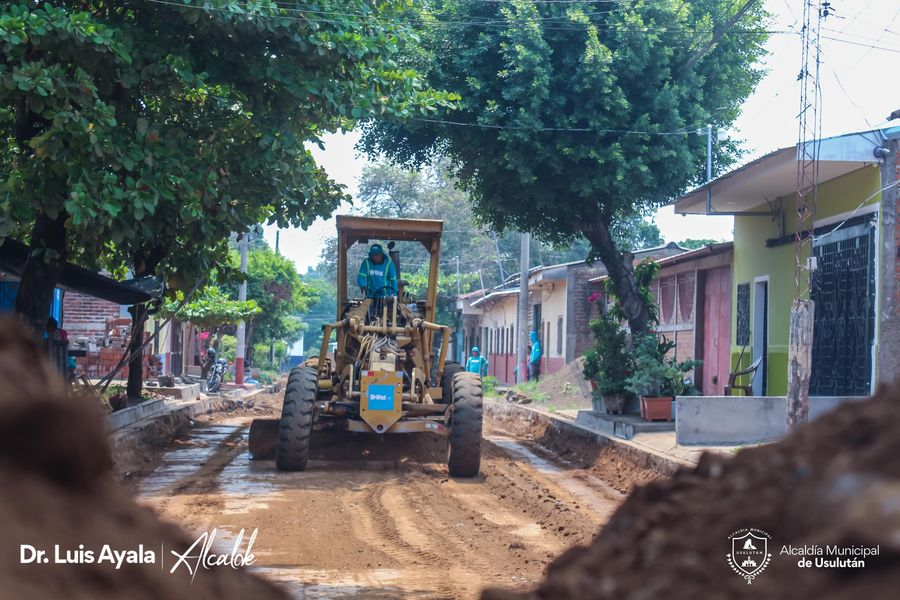 Dr. Luis Ayala | Alcalde
ALCALDÍA MUNICIPAL
USULUTÁN
Alcaldía Municipal
de Usulután